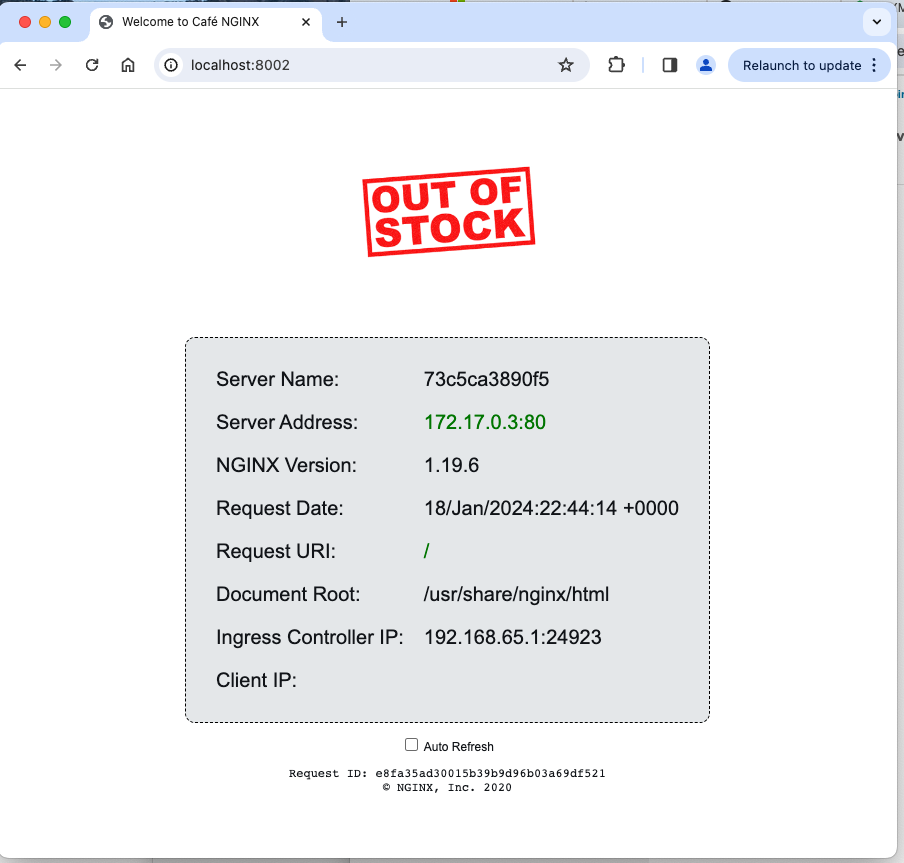 Welcome to Café NGINX
localhost:8002
Relaunch to update
OUT OF
STOCK
Server Name: 73c5ca3890f5
Server Address: 172.17.0.3:80
NGINX Version: 1.19.6
Request Date: 18/Jan/2024:22:44:14 +0000
Request URI: /
Document Root: /usr/share/nginx/html
Ingress Controller IP: 192.168.65.1:24923
Client IP:
Auto Refresh
Request ID: e8fa35ad30015b39b9d96b03a69df521
© NGINX, Inc. 2020